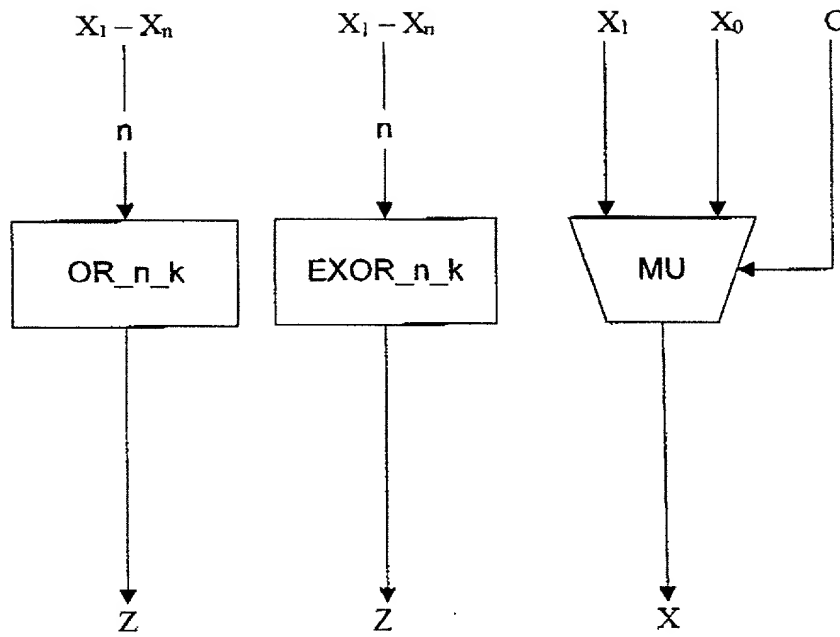 X₁ – Xₙ
X₁ – Xₙ
X₁
X₀
n
n
OR_n_k
EXOR_n_k
MU
Z
Z
X